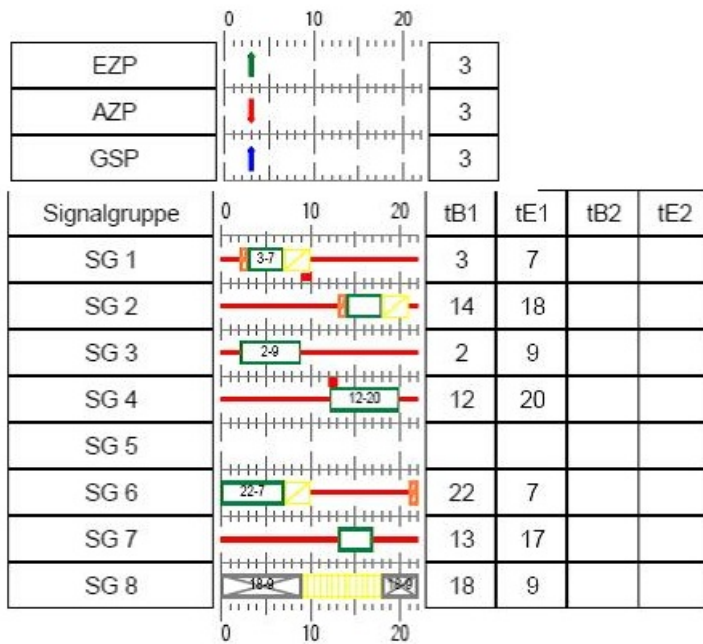 0 20
EZP 3
AZP 3
GSP 3
Signalgruppe 0 10 20 tB1 tE1 tB2 tE2
SG 1 3-7 3 7
SG 2 14 18
SG 3 2-9 2 9
SG 4 12-20 12 20
SG 5
SG 6 22-7 22 7
SG 7 13 17
SG 8 18-9 18-9 18 9
0 10 20